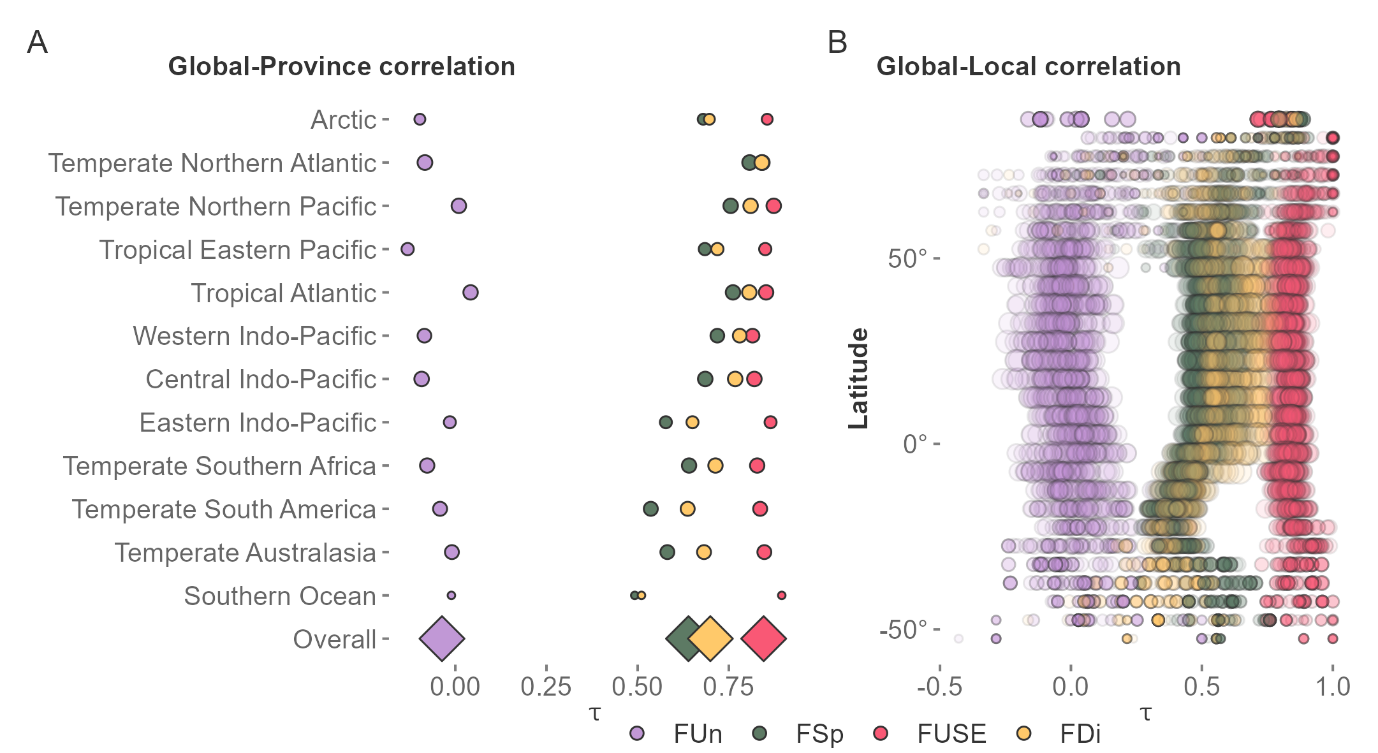 A
Global-Province correlation
Arctic
Temperate Northern Atlantic
Temperate Northern Pacific
Tropical Eastern Pacific
Tropical Atlantic
Western Indo-Pacific
Central Indo-Pacific
Eastern Indo-Pacific
Temperate Southern Africa
Temperate South America
Temperate Australasia
Southern Ocean
Overall
0.00 0.25 0.50 0.75
τ
B
Global-Local correlation
Latitude
50°
0°
-50°
-0.5 0.0 0.5 1.0
τ
FUn FSp FUSE FDi